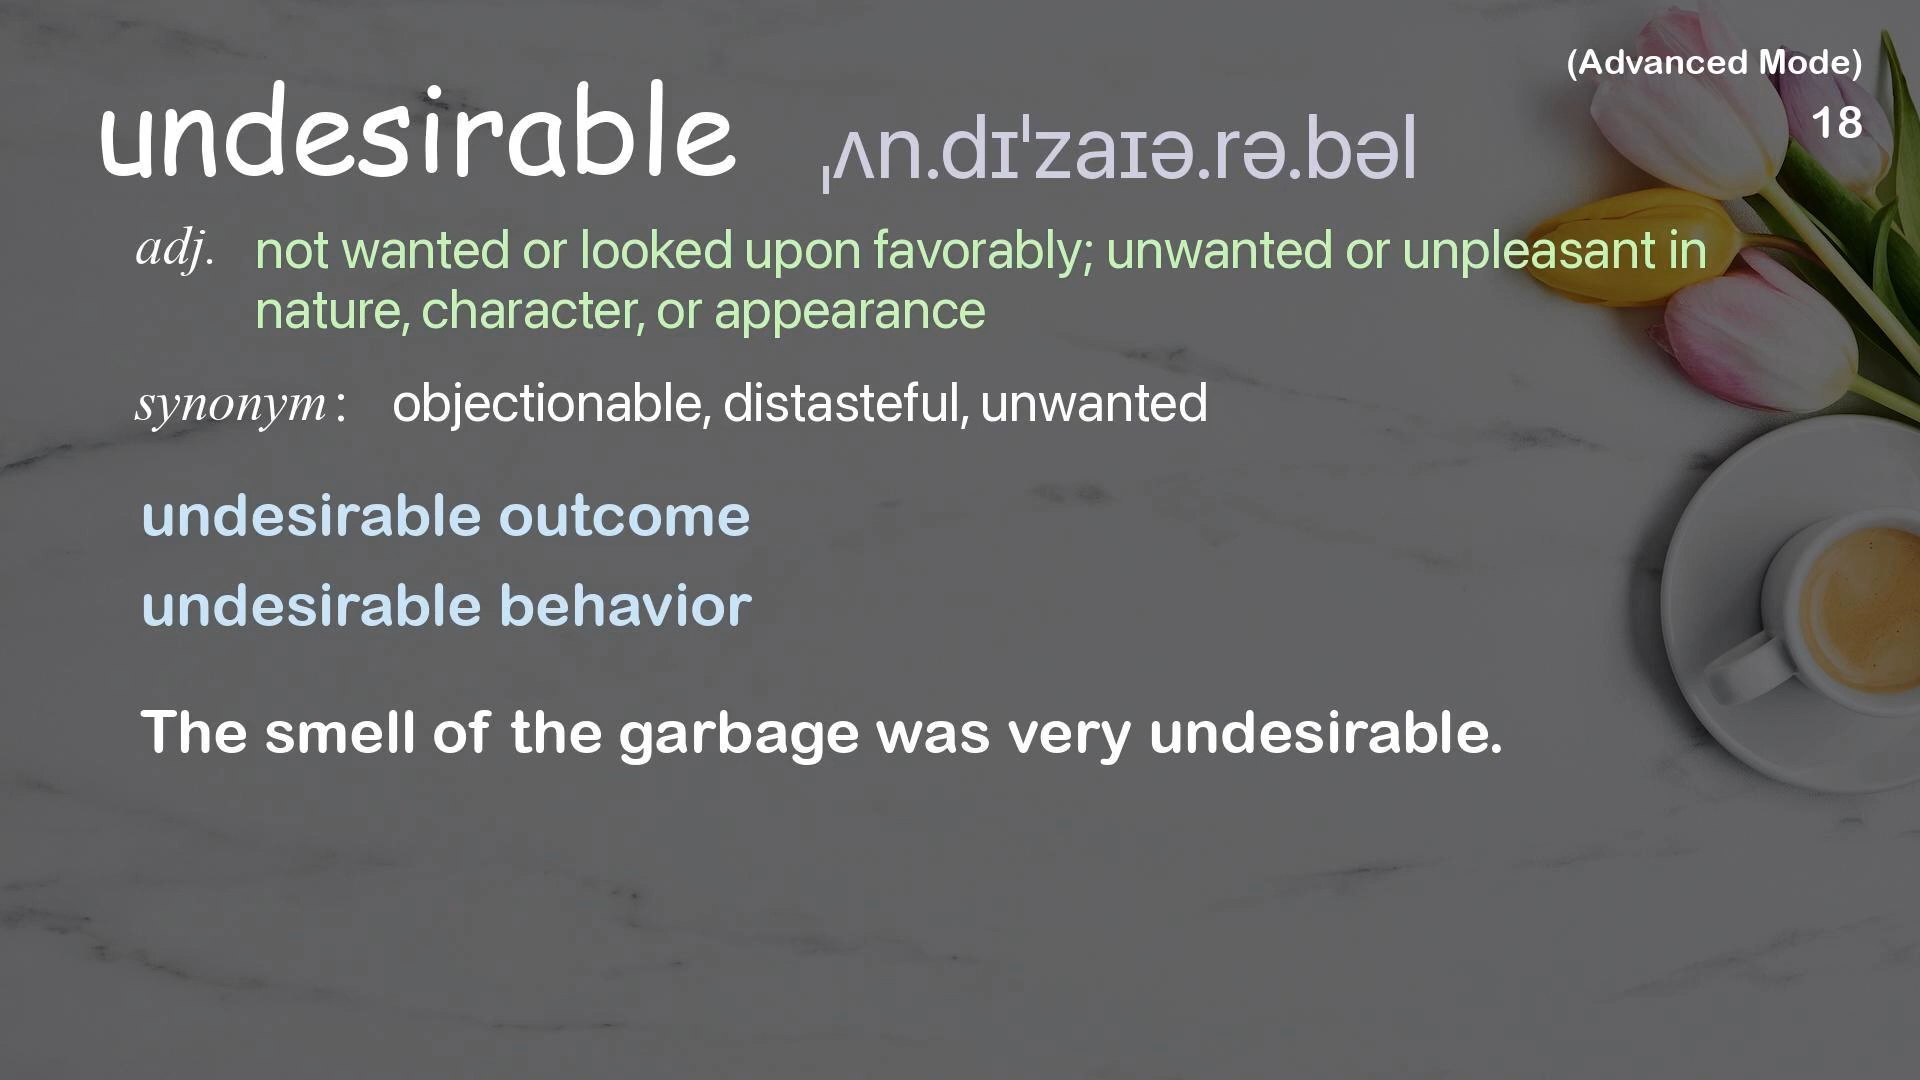 (Advanced Mode)
18
undesirable ˌʌn.dɪˈzaɪə.rə.bəl
adj. not wanted or looked upon favorably; unwanted or unpleasant in
nature, character, or appearance
synonym : objectionable, distasteful, unwanted
undesirable outcome
undesirable behavior
The smell of the garbage was very undesirable.